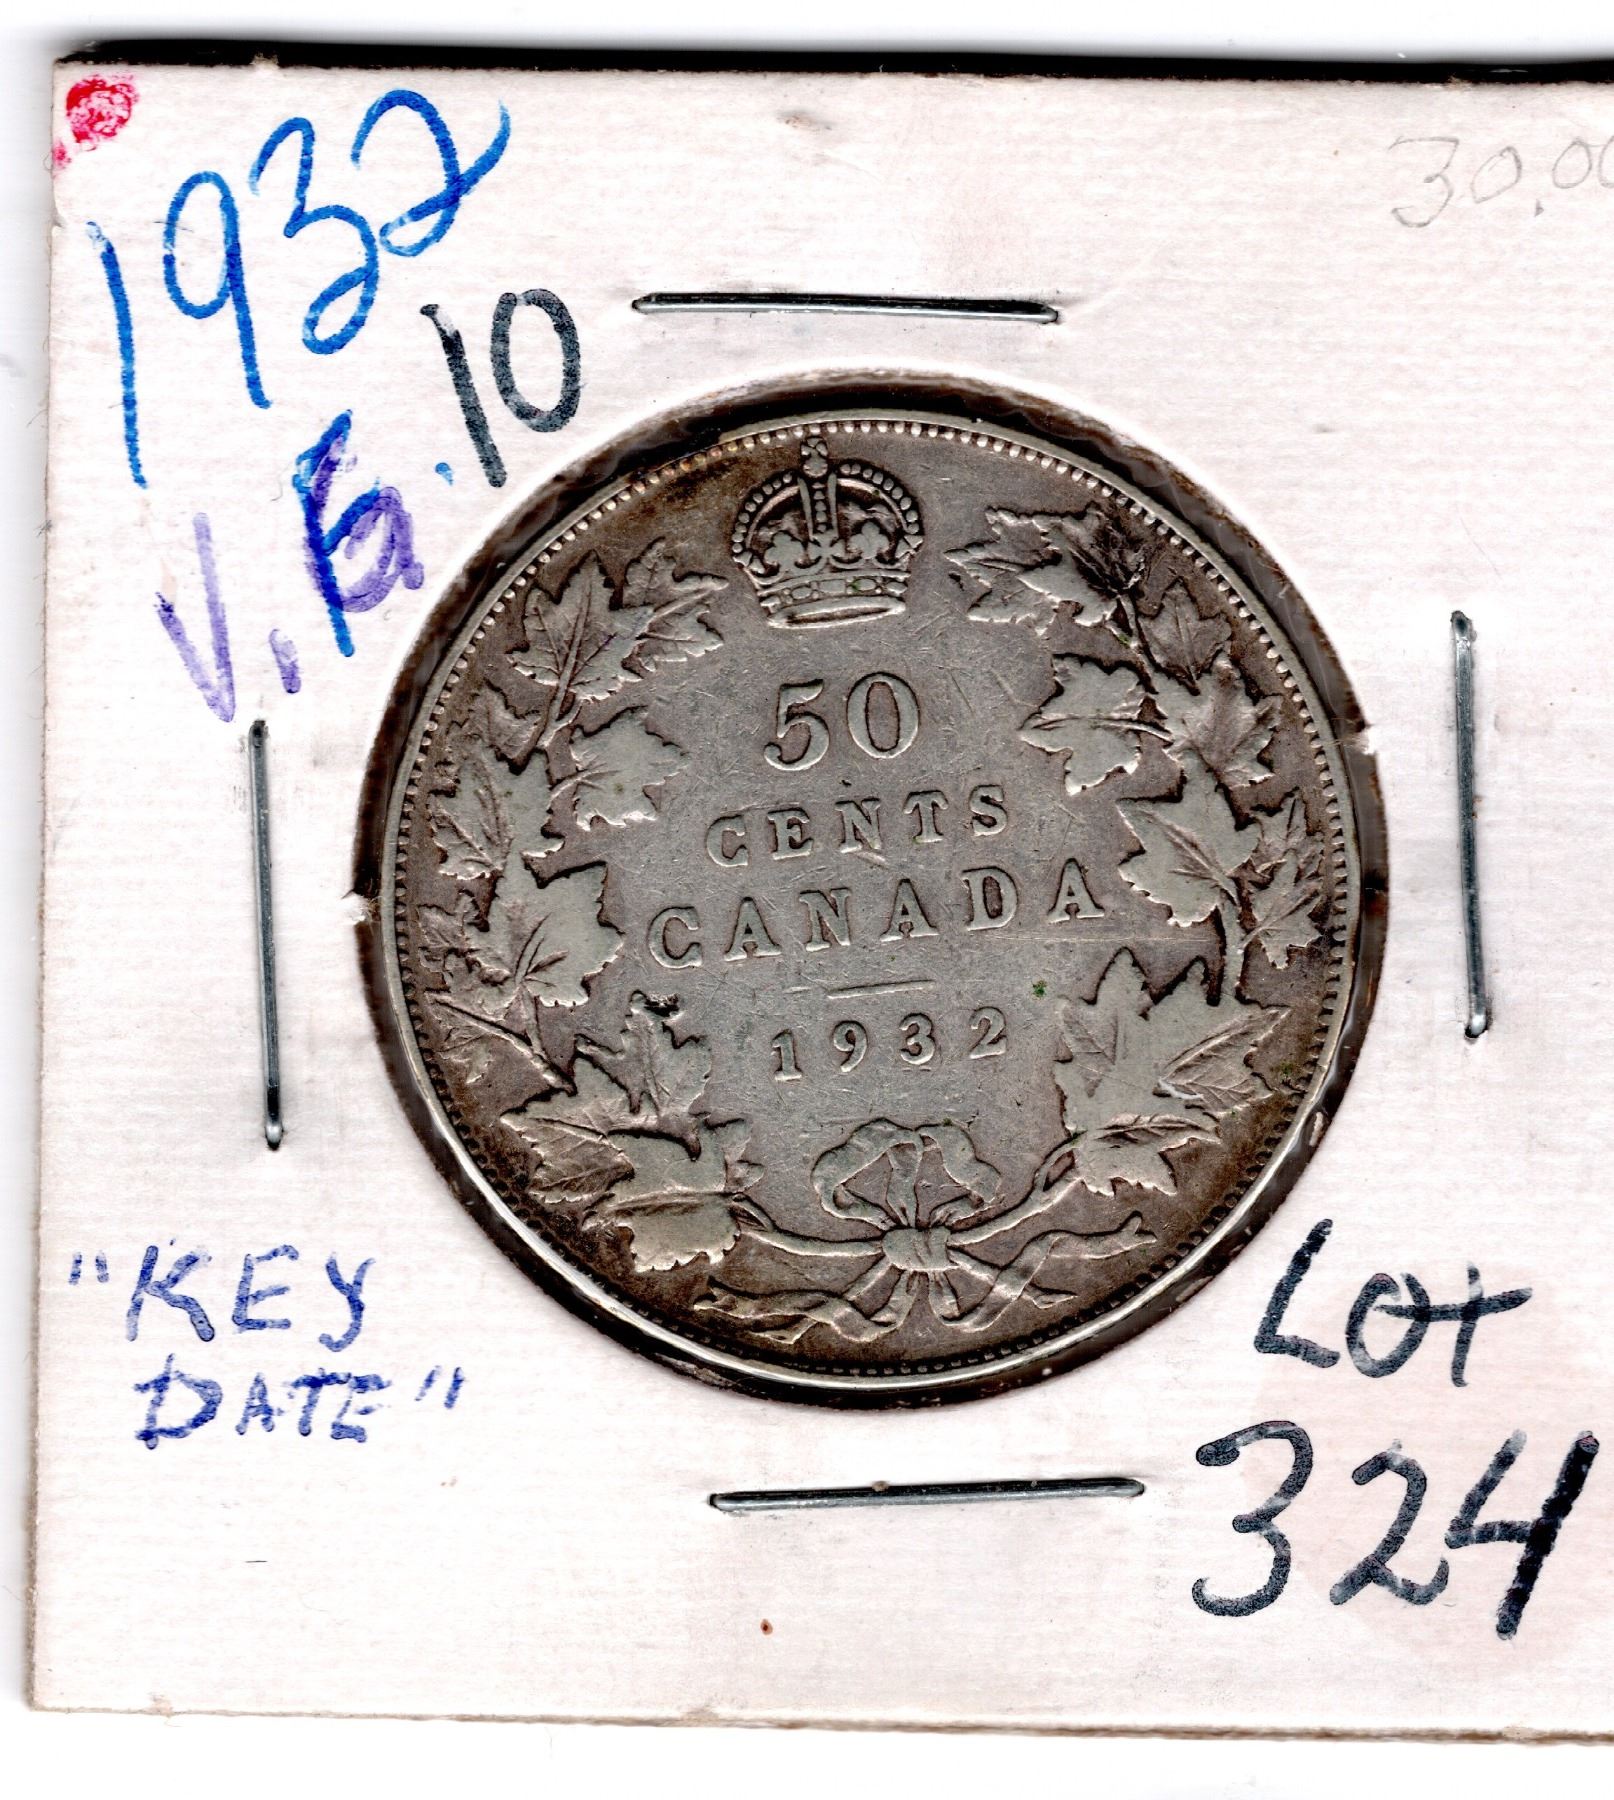 1932
30.00
V.G.10
50
CENTS
CANADA
1932
"KEY
DATE"
Lot
324